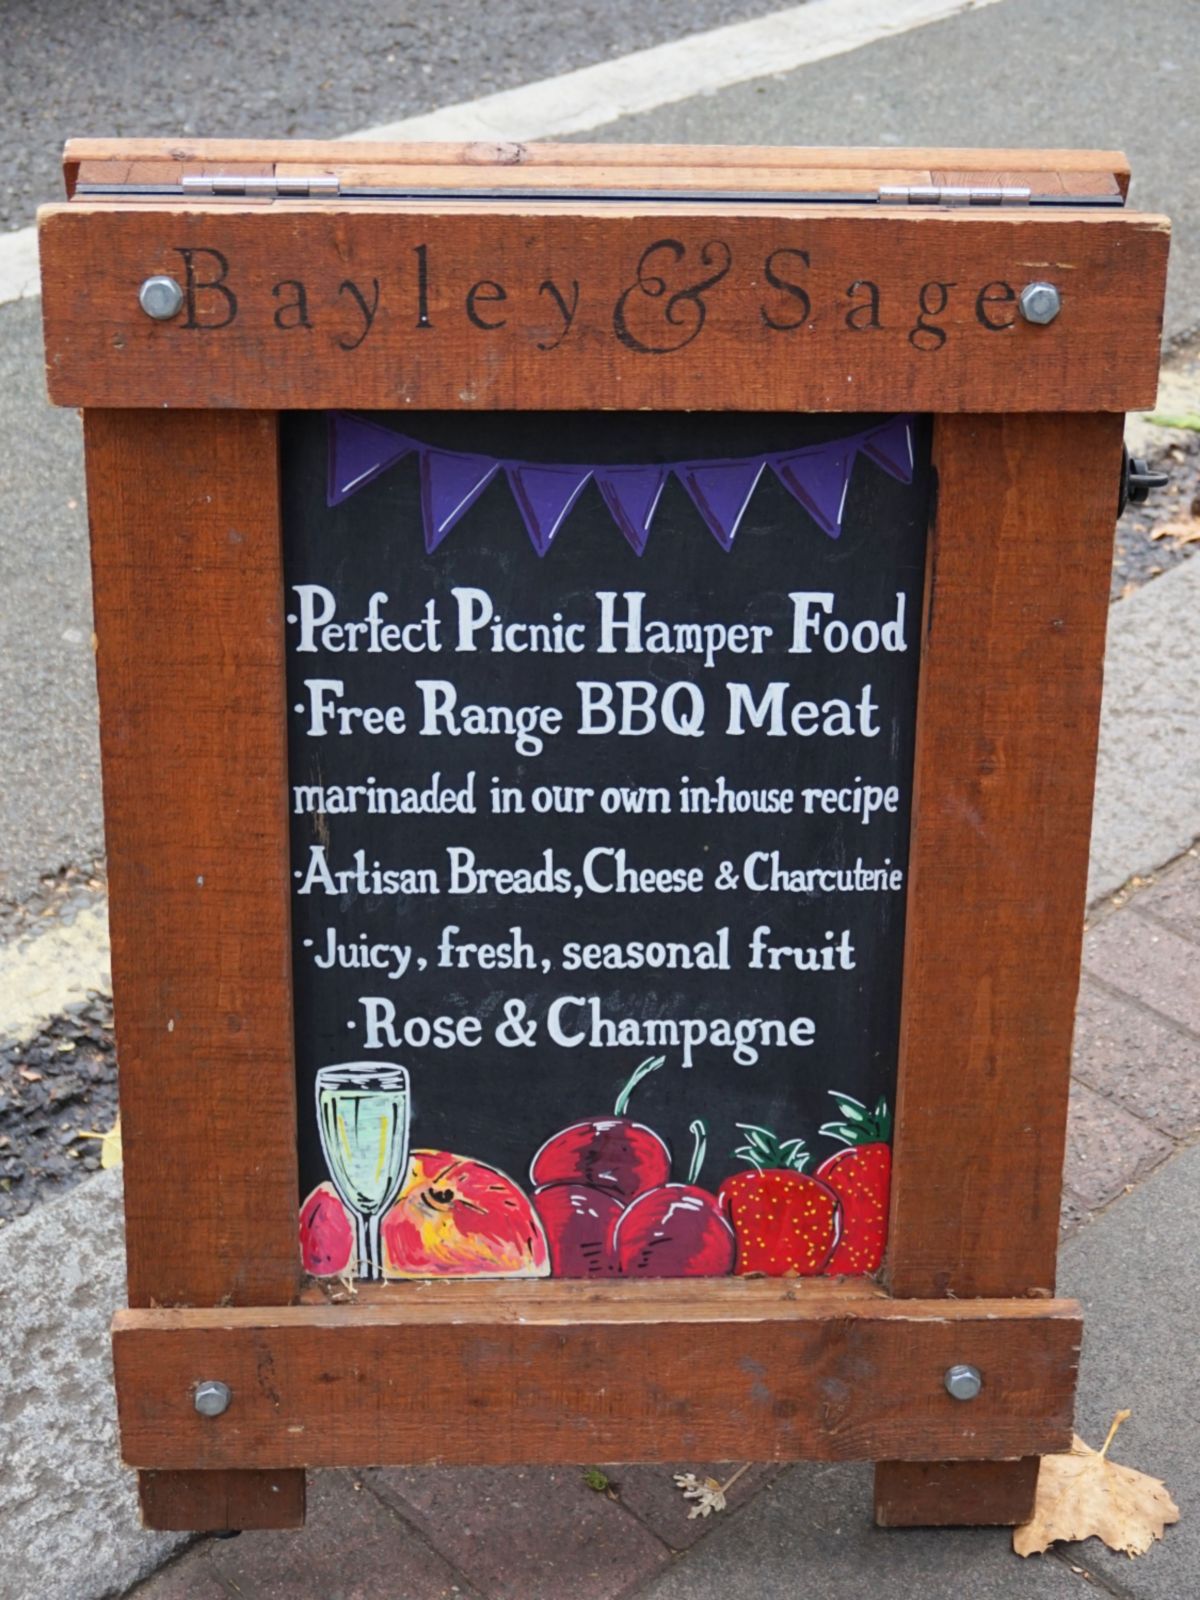 Bayley & Sage
·Perfect Picnic Hamper Food
·Free Range BBQ Meat
marinaded in our own in-house recipe
·Artisan Breads, Cheese & Charcuterie
·Juicy, fresh, seasonal fruit
·Rose & Champagne